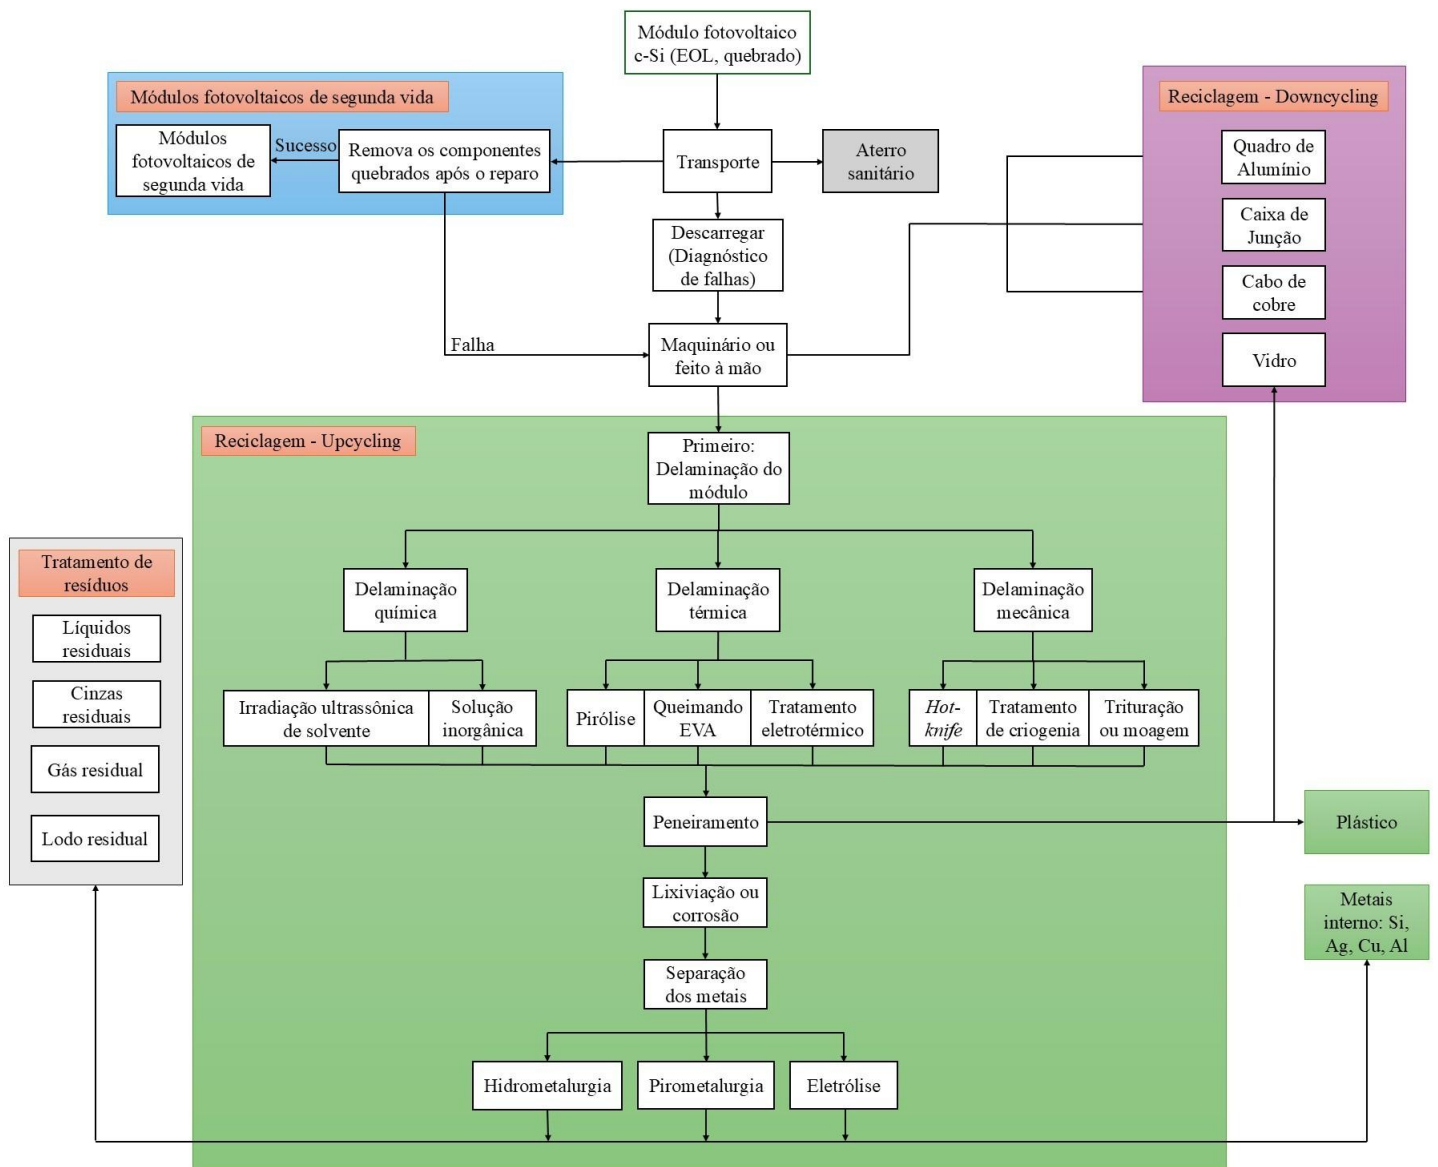 Módulo fotovoltaico
c-Si (EOL, quebrado)
Módulos fotovoltaicos de segunda vida
Módulos
fotovoltaicos de
segunda vida
Sucesso
Remova os componentes
quebrados após o reparo
Transporte
Aterro
sanitário
Reciclagem - Downcycling
Quadro de
Alumínio
Caixa de
Junção
Cabo de
cobre
Vidro
Descarregar
(Diagnóstico
de falhas)
Falha
Maquinário ou
feito à mão
Reciclagem - Upcycling
Primeiro:
Delaminação do
módulo
Delaminação
química
Delaminação
térmica
Delaminação
mecânica
Irradiação ultrassônica
de solvente
Solução
inorgânica
Pirólise
Queimando
EVA
Tratamento
eletrotérmico
Hot-
knife
Tratamento
de criogenia
Trituração
ou moagem
Tratamento de
resíduos
Líquidos
residuais
Cinzas
residuais
Gás residual
Lodo residual
Peneiramento
Plástico
Lixiviação ou
corrosão
Metais
interno: Si,
Ag, Cu, Al
Separação
dos metais
Hidrometalurgia
Pirometalurgia
Eletrólise